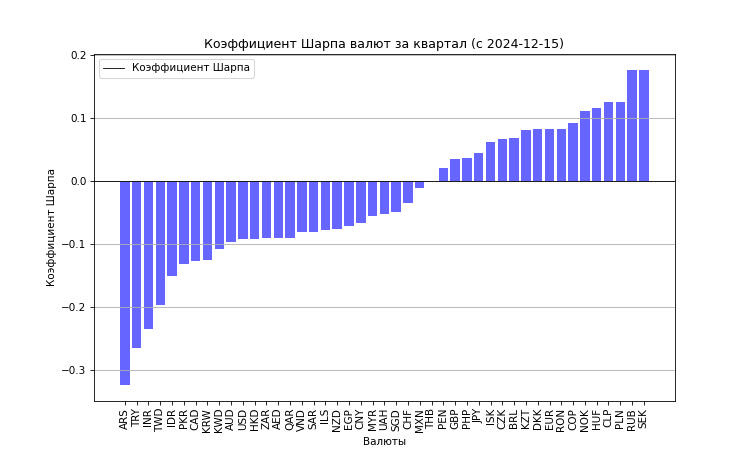 Коэффициент Шарпа валют за квартал (с 2024-12-15)
Коэффициент Шарпа
0.2
0.1
0.0
−0.1
−0.2
−0.3
Коэффициент Шарпа
ARS TRY INR TWD IDR PKR CAD KRW KWD AUD USD HKD ZAR AED QAR VND SAR ILS NZD EGP CNY MYR UAH SGD CHF MXN THB PEN GBP PHP JPY ISK CZK BRL KZT DKK EUR RON COP NOK HUF CLP PLN RUB SEK
Валюты